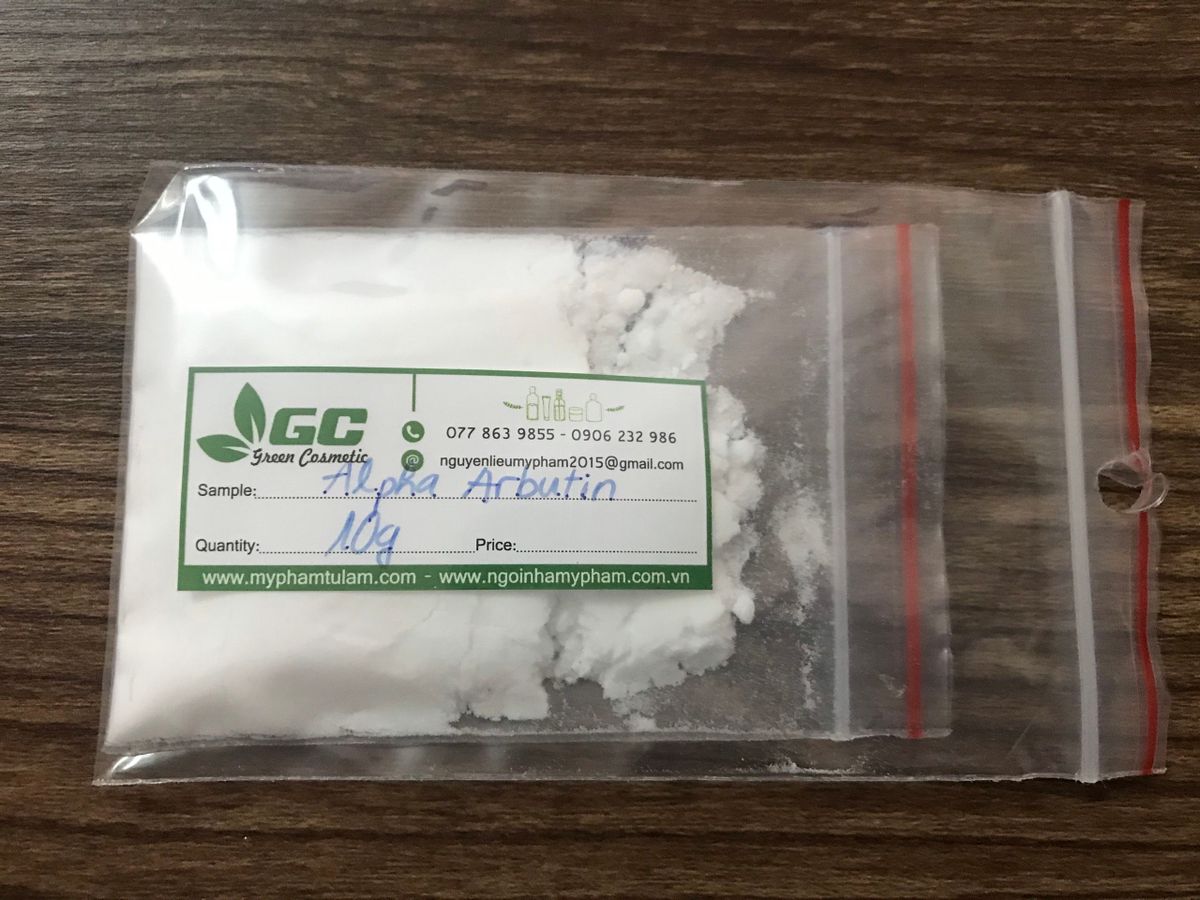 GC
Green Cosmetic
077 863 9855 - 0906 232 986
@ nguyenlieumypham2015@gmail.com
Sample: Alpha Arbutin
Quantity: 10g Price:
www.myphamtulam.com - www.ngoinhamypham.com.vn